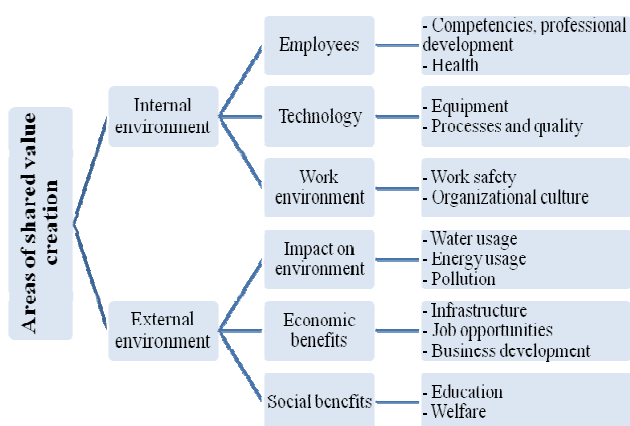 Areas of shared value
creation
Internal
environment
External
environment
Employees
Technology
Work
environment
Impact on
environment
Economic
benefits
Social benefits
- Competencies, professional
development
- Health
- Equipment
- Processes and quality
- Work safety
- Organizational culture
- Water usage
- Energy usage
- Pollution
- Infrastructure
- Job opportunities
- Business development
- Education
- Welfare